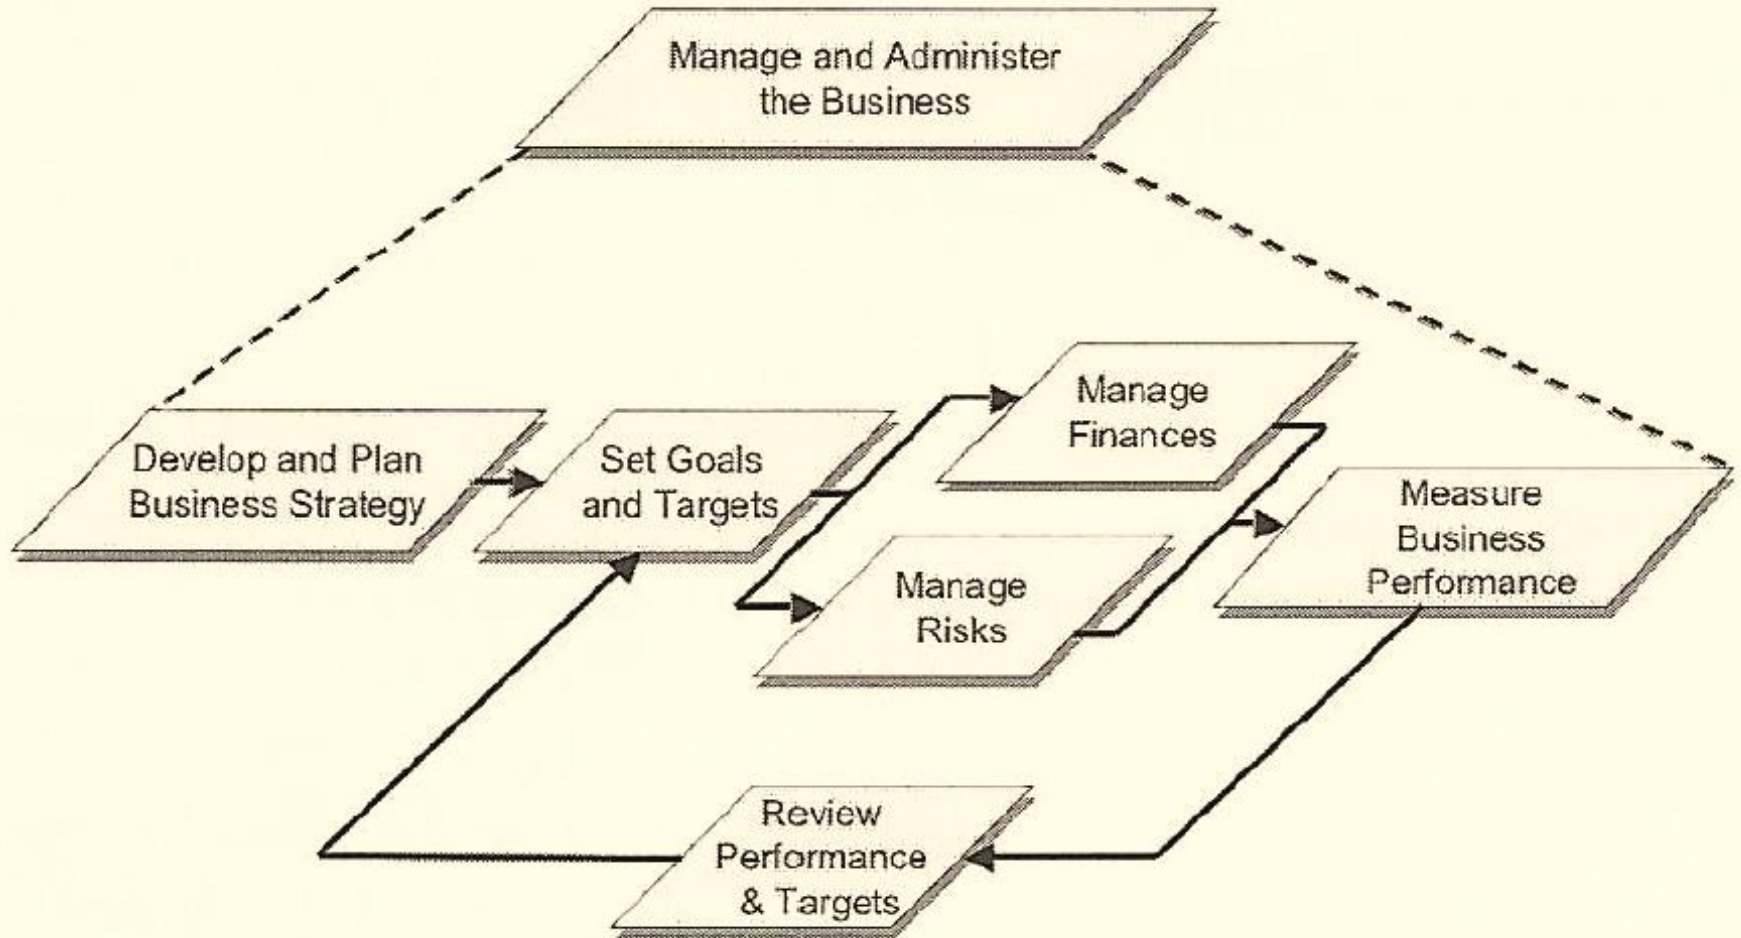 Manage and Administer
the Business
Develop and Plan
Business Strategy
Set Goals
and Targets
Manage
Finances
Manage
Risks
Measure
Business
Performance
Review
Performance
& Targets